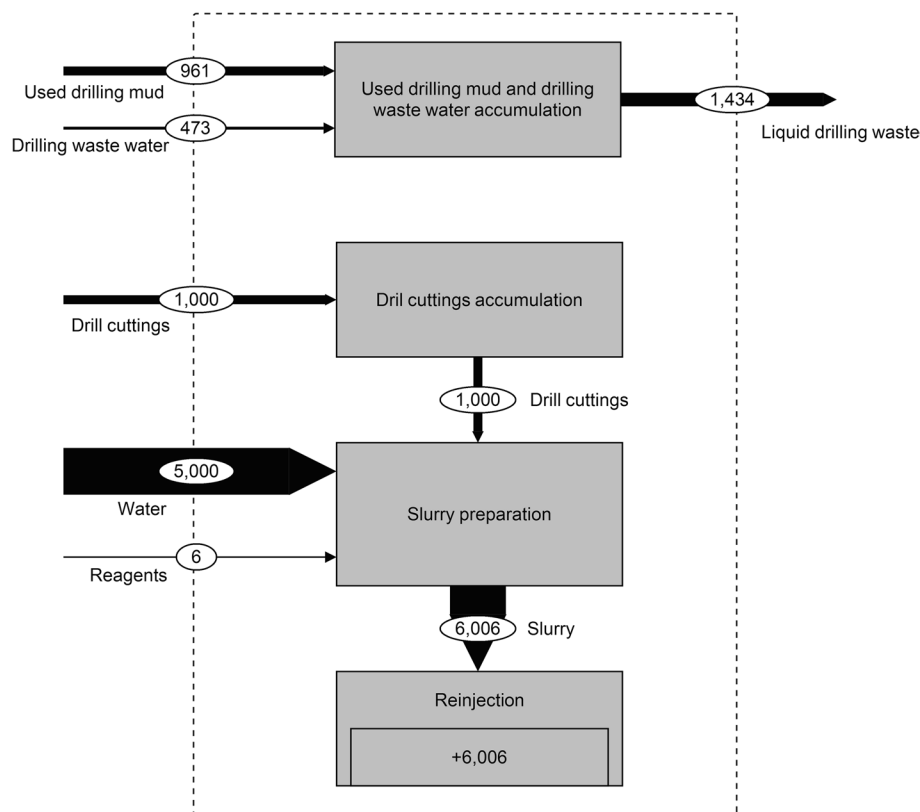 961
Used drilling mud
473
Drilling waste water
Used drilling mud and drilling
waste water accumulation
1,434
Liquid drilling waste
1,000
Drill cuttings
Dril cuttings accumulation
1,000
Drill cuttings
5,000
Water
Slurry preparation
6
Reagents
6,006
Slurry
Reinjection
+6,006